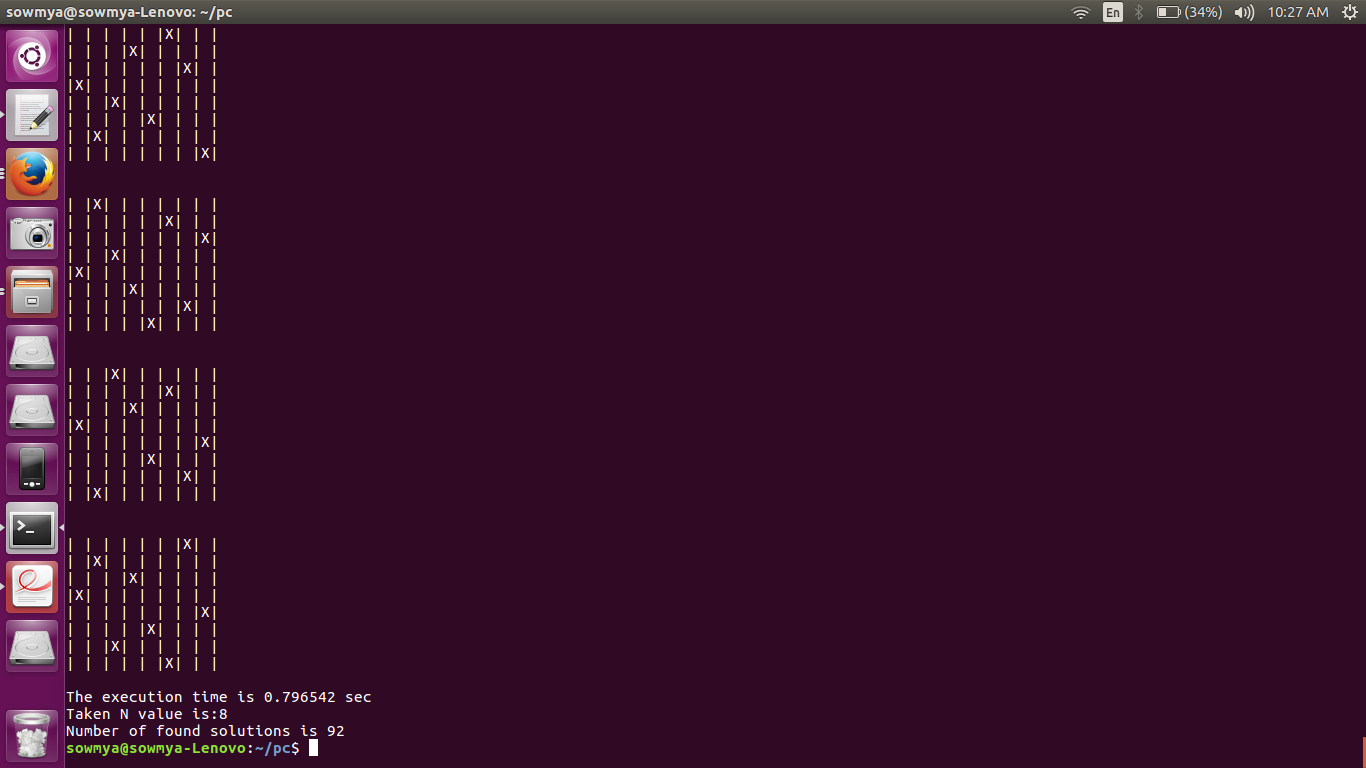 sowmya@sowmya-Lenovo: ~/pc En (34%) 10:27 AM
| | | | | |X| | |
| | | |X| | | | |
| | | | | | |X| |
|X| | | | | | | |
| | |X| | | | | |
| | | | |X| | | |
| |X| | | | | | |
| | | | | | | |X|
| |X| | | | | | |
| | | | | |X| | |
| | | | | | | |X|
| | |X| | | | | |
|X| | | | | | | |
| | | |X| | | | |
| | | | | | |X| |
| | | | |X| | | |
| | |X| | | | | |
| | | | | |X| | |
| | | |X| | | | |
|X| | | | | | | |
| | | | | | | |X|
| | | | |X| | | |
| | | | | | |X| |
| |X| | | | | | |
| | | | | | |X| |
| |X| | | | | | |
| | | |X| | | | |
|X| | | | | | | |
| | | | | | | |X|
| | | | |X| | | |
| | |X| | | | | |
| | | | | |X| | |
The execution time is 0.796542 sec
Taken N value is:8
Number of found solutions is 92
sowmya@sowmya-Lenovo:~/pc$